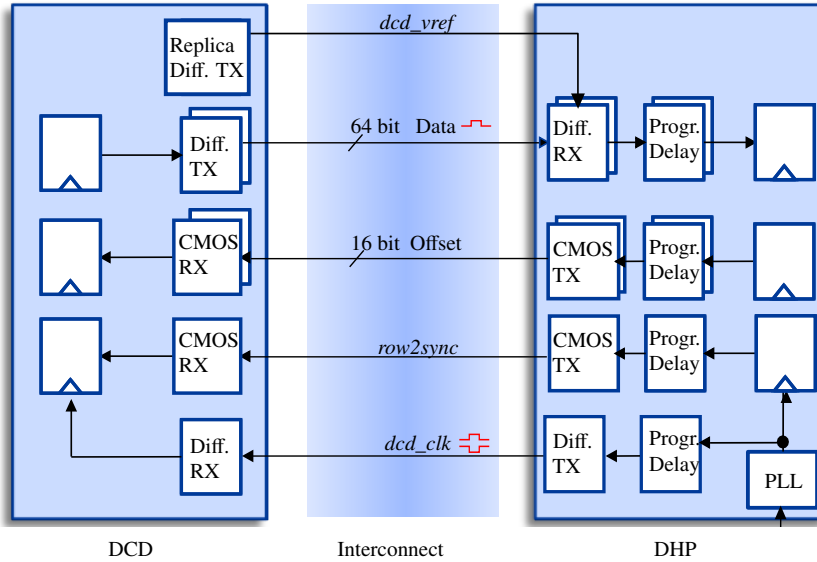 dcd_vref
Replica
Diff. TX
64 bit Data
Diff.
TX
Diff.
RX
Progr.
Delay
16 bit Offset
CMOS
RX
CMOS
TX
Progr.
Delay
row2sync
CMOS
RX
CMOS
TX
Progr.
Delay
dcd_clk
Diff.
RX
Diff.
TX
Progr.
Delay
PLL
DCD
Interconnect
DHP